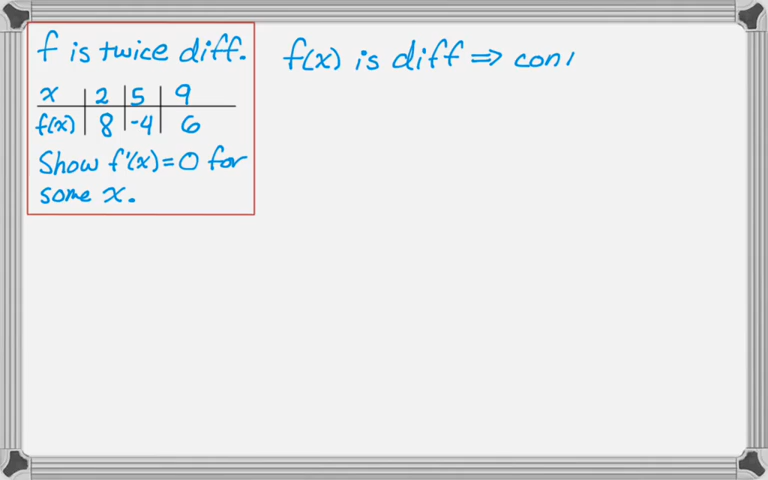 f is twice diff.
x | 2 | 5 | 9
f(x) | 8 | -4 | 6
Show f'(x)=0 for
some x.
f(x) is diff ⇒ con